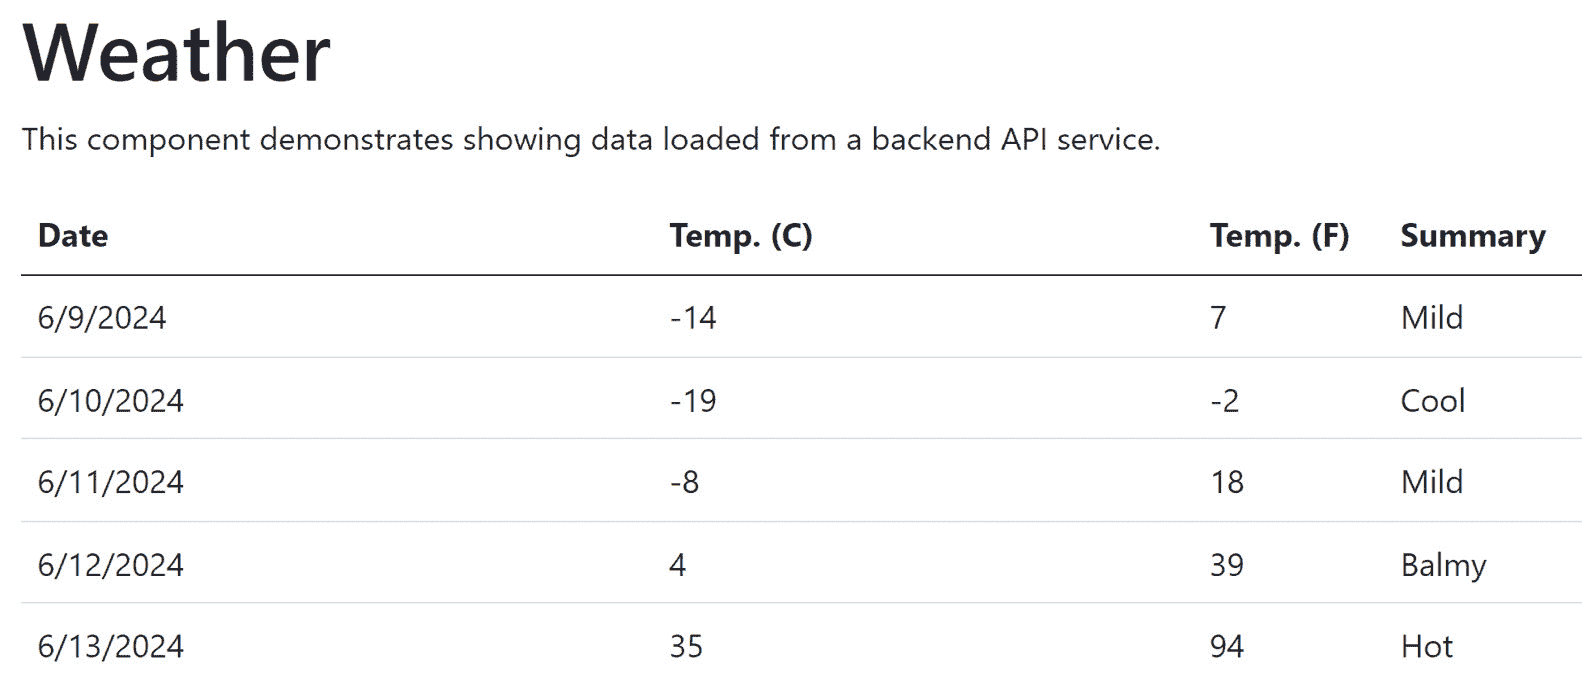 Weather
This component demonstrates showing data loaded from a backend API service.
Date Temp. (C) Temp. (F) Summary
6/9/2024 -14 7 Mild
6/10/2024 -19 -2 Cool
6/11/2024 -8 18 Mild
6/12/2024 4 39 Balmy
6/13/2024 35 94 Hot